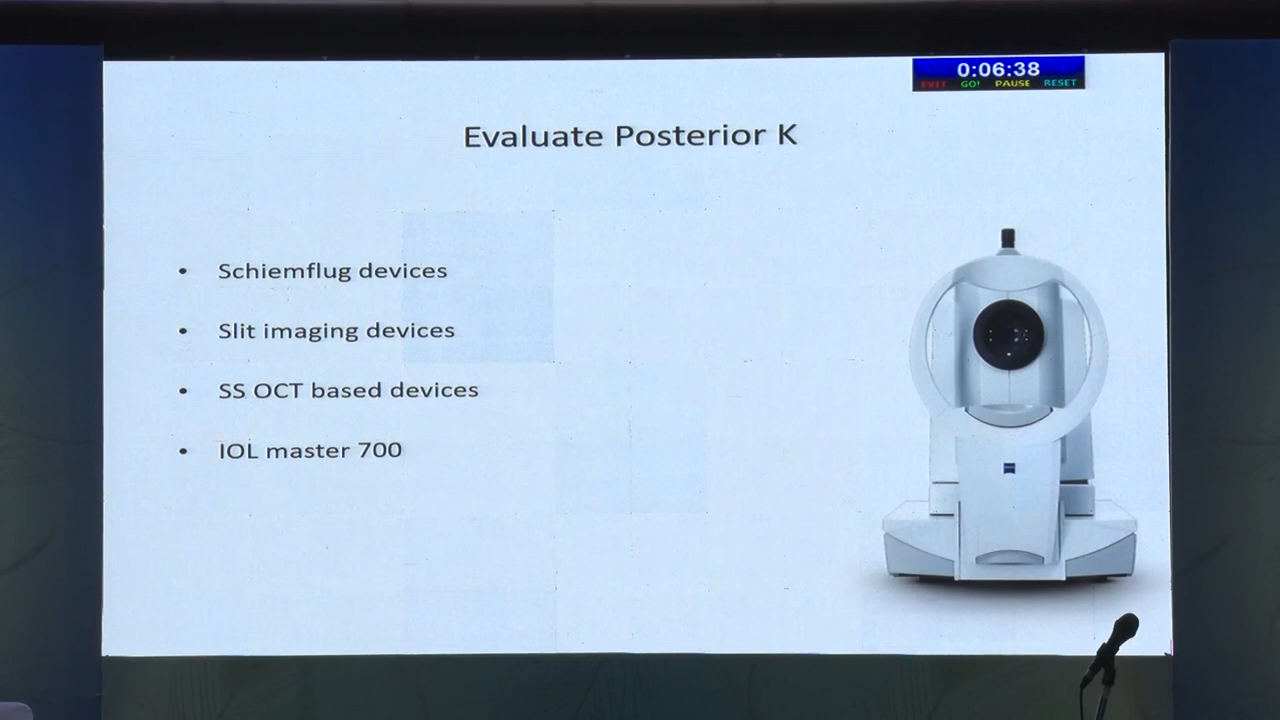 0:06:38
EXIT GO! PAUSE RESET
Evaluate Posterior K
• Schiemflug devices
• Slit imaging devices
• SS OCT based devices
• IOL master 700